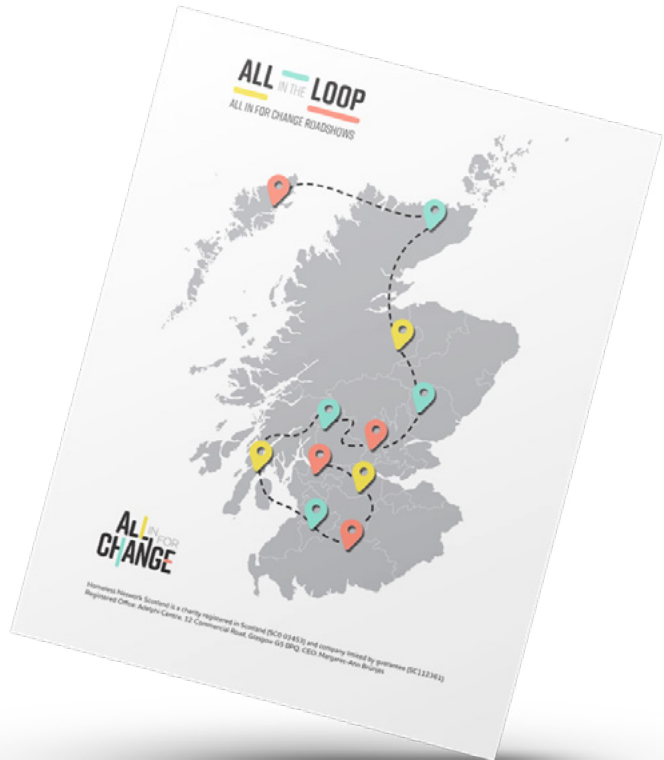 ALL IN THE LOOP
ALL IN FOR CHANGE ROADSHOWS
ALL IN FOR
CHANGE
Homeless Network Scotland is a charity registered in Scotland (SC0 03453) and company limited by guarantee (SC112361)
Registered Office: Adelphi Centre, 12 Commercial Road, Glasgow G5 0PQ. CEO: Margaret-Ann Brünjes